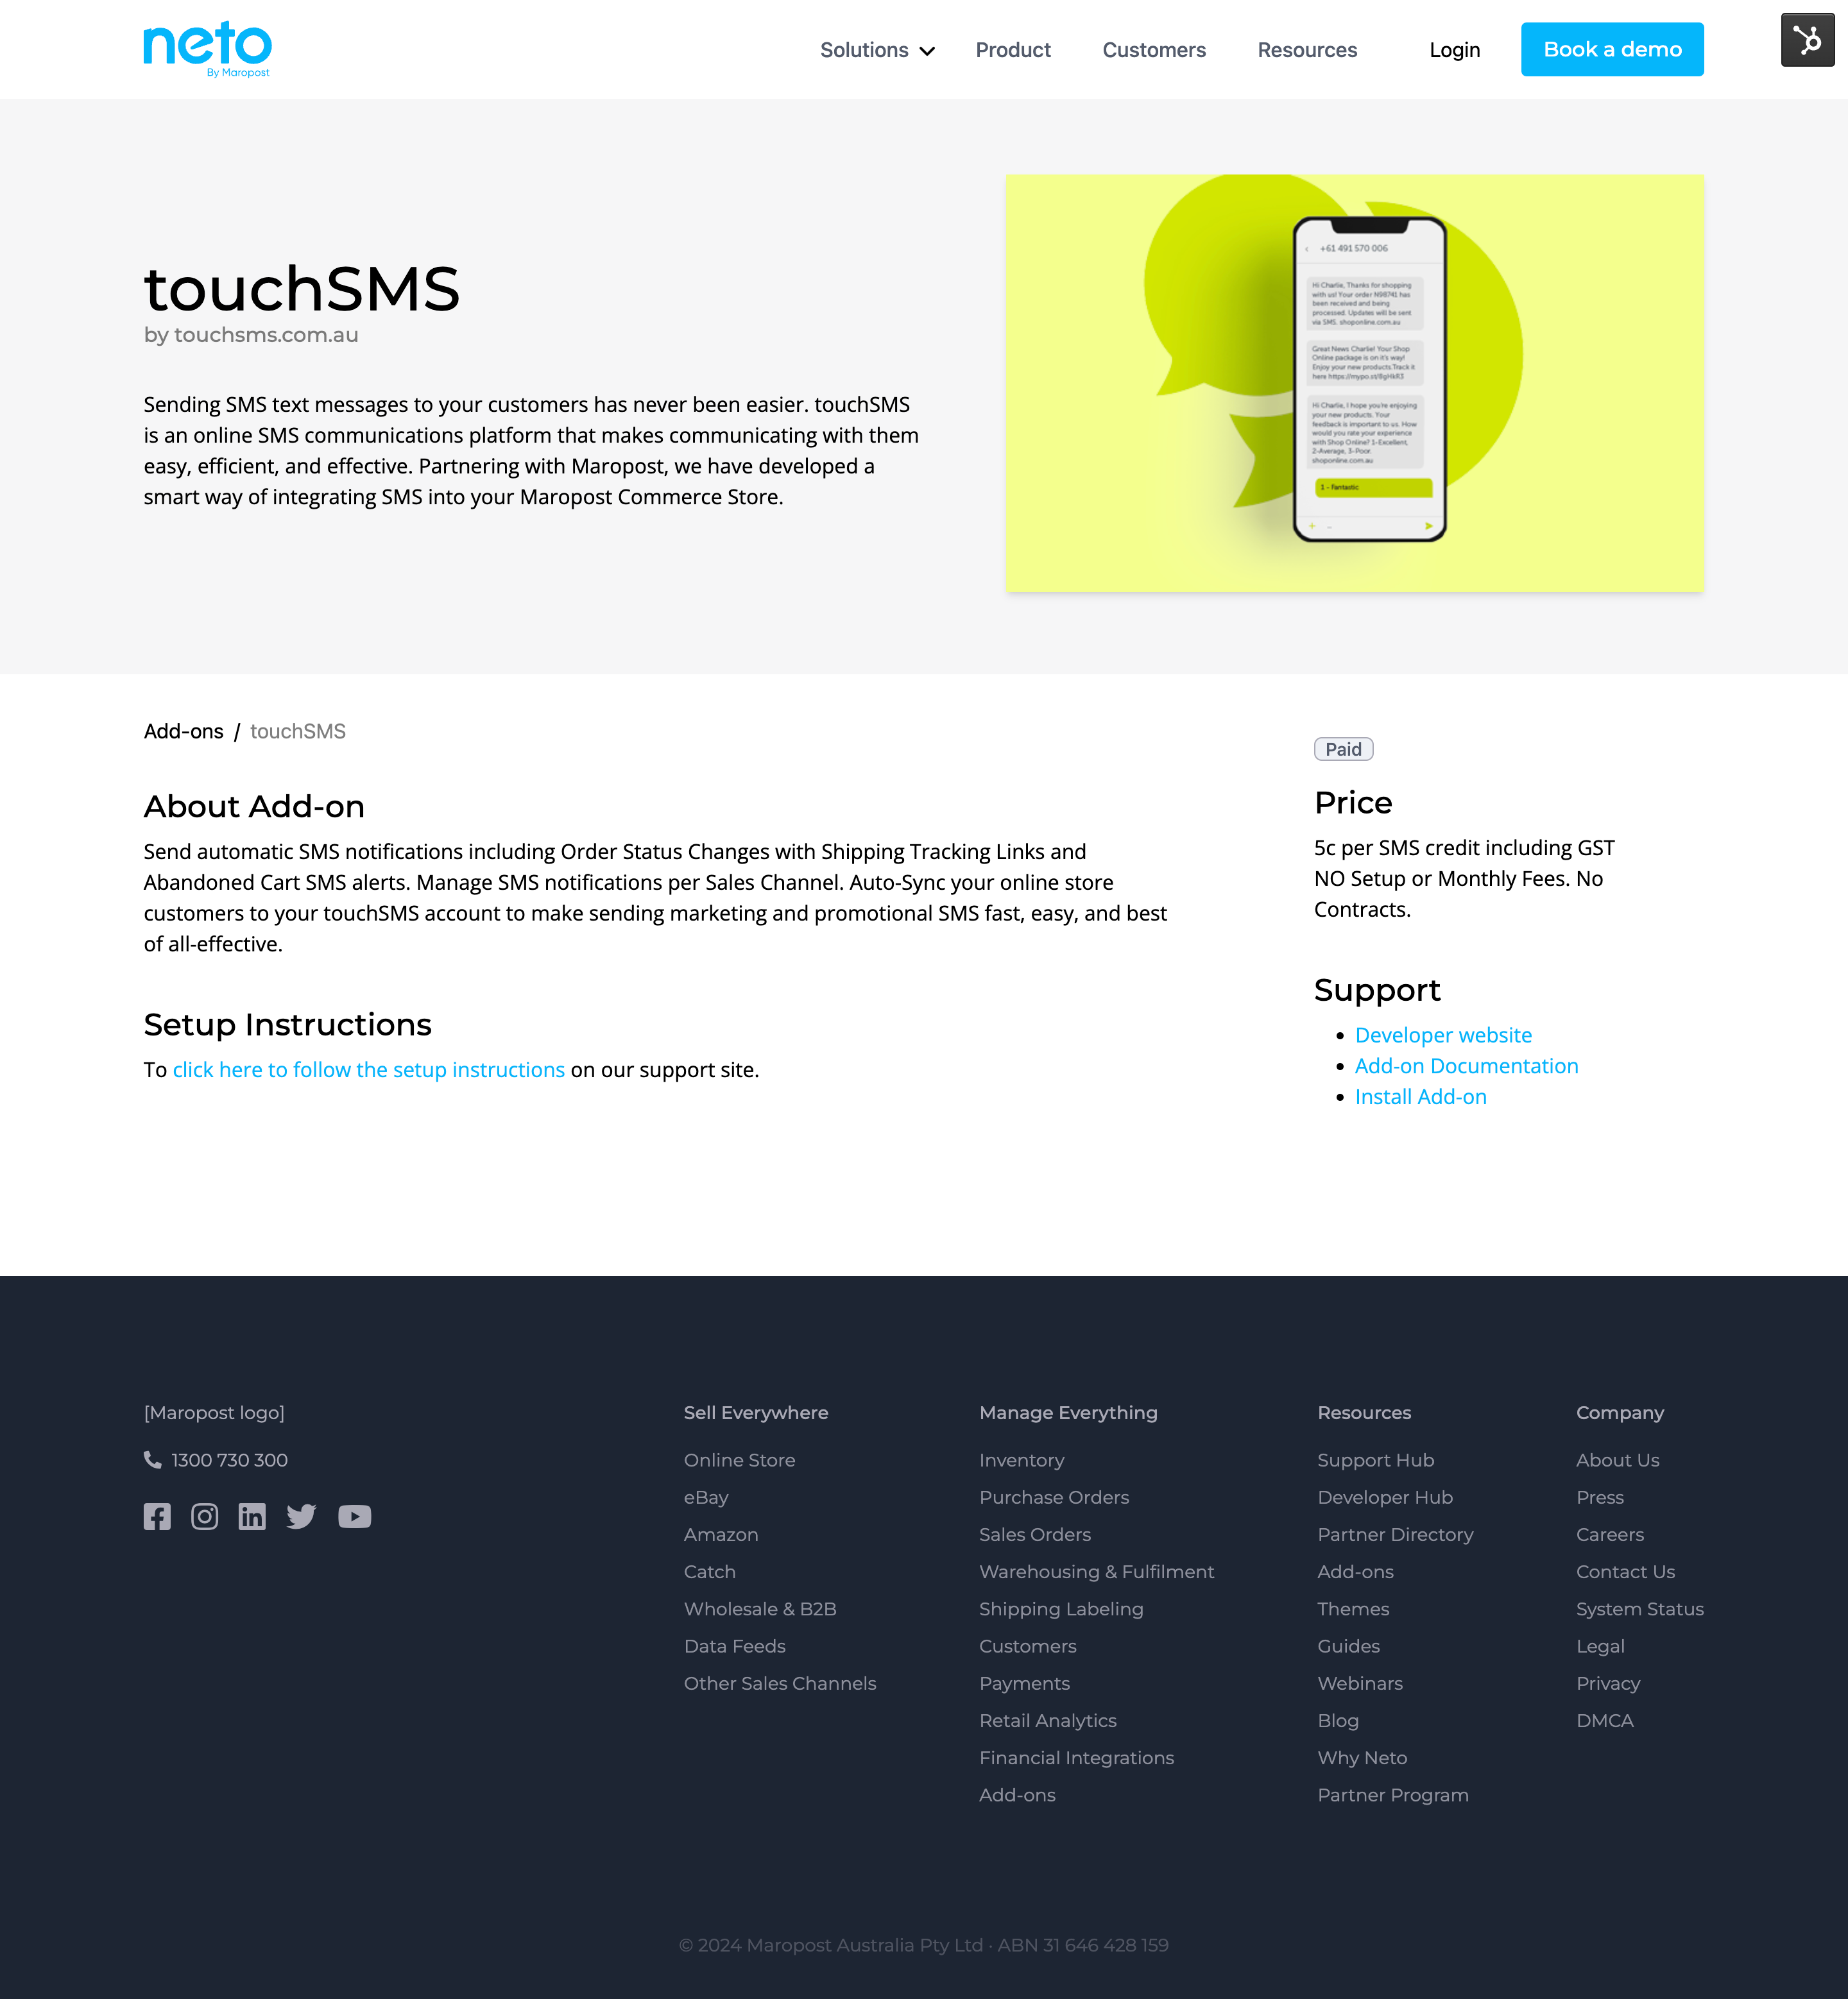 neto
By Maropost
Solutions
Product
Customers
Resources
Login
Book a demo
touchSMS
by touchsms.com.au
Sending SMS text messages to your customers has never been easier. touchSMS
is an online SMS communications platform that makes communicating with them
easy, efficient, and effective. Partnering with Maropost, we have developed a
smart way of integrating SMS into your Maropost Commerce Store.
+61 491 570 006
Hi Charlie, Thanks for shopping
with us! Your order N98741 has
been received and being
processed. Updates will be sent
via SMS. shoponline.com.au
Great News Charlie! Your Shop
Online package is on it's way!
Enjoy your new products.Track it
here https://mypo.st/8gHkR3
Hi Charlie, I hope you're enjoying
your new products. Your
feedback is important to us. How
would you rate your experience
with Shop Online? 1-Excellent,
2-Average, 3-Poor.
shoponline.com.au
1 - Fantastic
Add-ons / touchSMS
About Add-on
Send automatic SMS notifications including Order Status Changes with Shipping Tracking Links and
Abandoned Cart SMS alerts. Manage SMS notifications per Sales Channel. Auto-Sync your online store
customers to your touchSMS account to make sending marketing and promotional SMS fast, easy, and best
of all-effective.
Setup Instructions
To click here to follow the setup instructions on our support site.
Paid
Price
5c per SMS credit including GST
NO Setup or Monthly Fees. No
Contracts.
Support
Developer website
Add-on Documentation
Install Add-on
[Maropost logo]
1300 730 300
Sell Everywhere
Online Store
eBay
Amazon
Catch
Wholesale & B2B
Data Feeds
Other Sales Channels
Manage Everything
Inventory
Purchase Orders
Sales Orders
Warehousing & Fulfilment
Shipping Labeling
Customers
Payments
Retail Analytics
Financial Integrations
Add-ons
Resources
Support Hub
Developer Hub
Partner Directory
Add-ons
Themes
Guides
Webinars
Blog
Why Neto
Partner Program
Company
About Us
Press
Careers
Contact Us
System Status
Legal
Privacy
DMCA
© 2024 Maropost Australia Pty Ltd · ABN 31 646 428 159